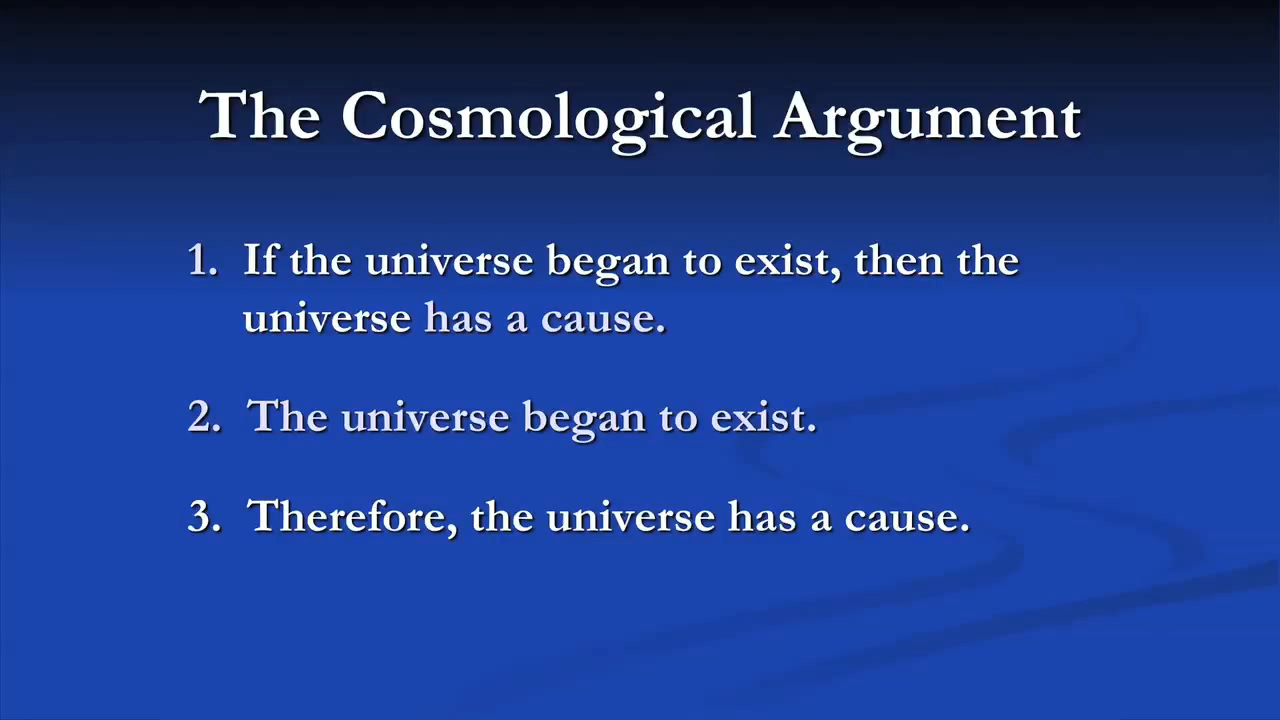 The Cosmological Argument
1. If the universe began to exist, then the
universe has a cause.
2. The universe began to exist.
3. Therefore, the universe has a cause.